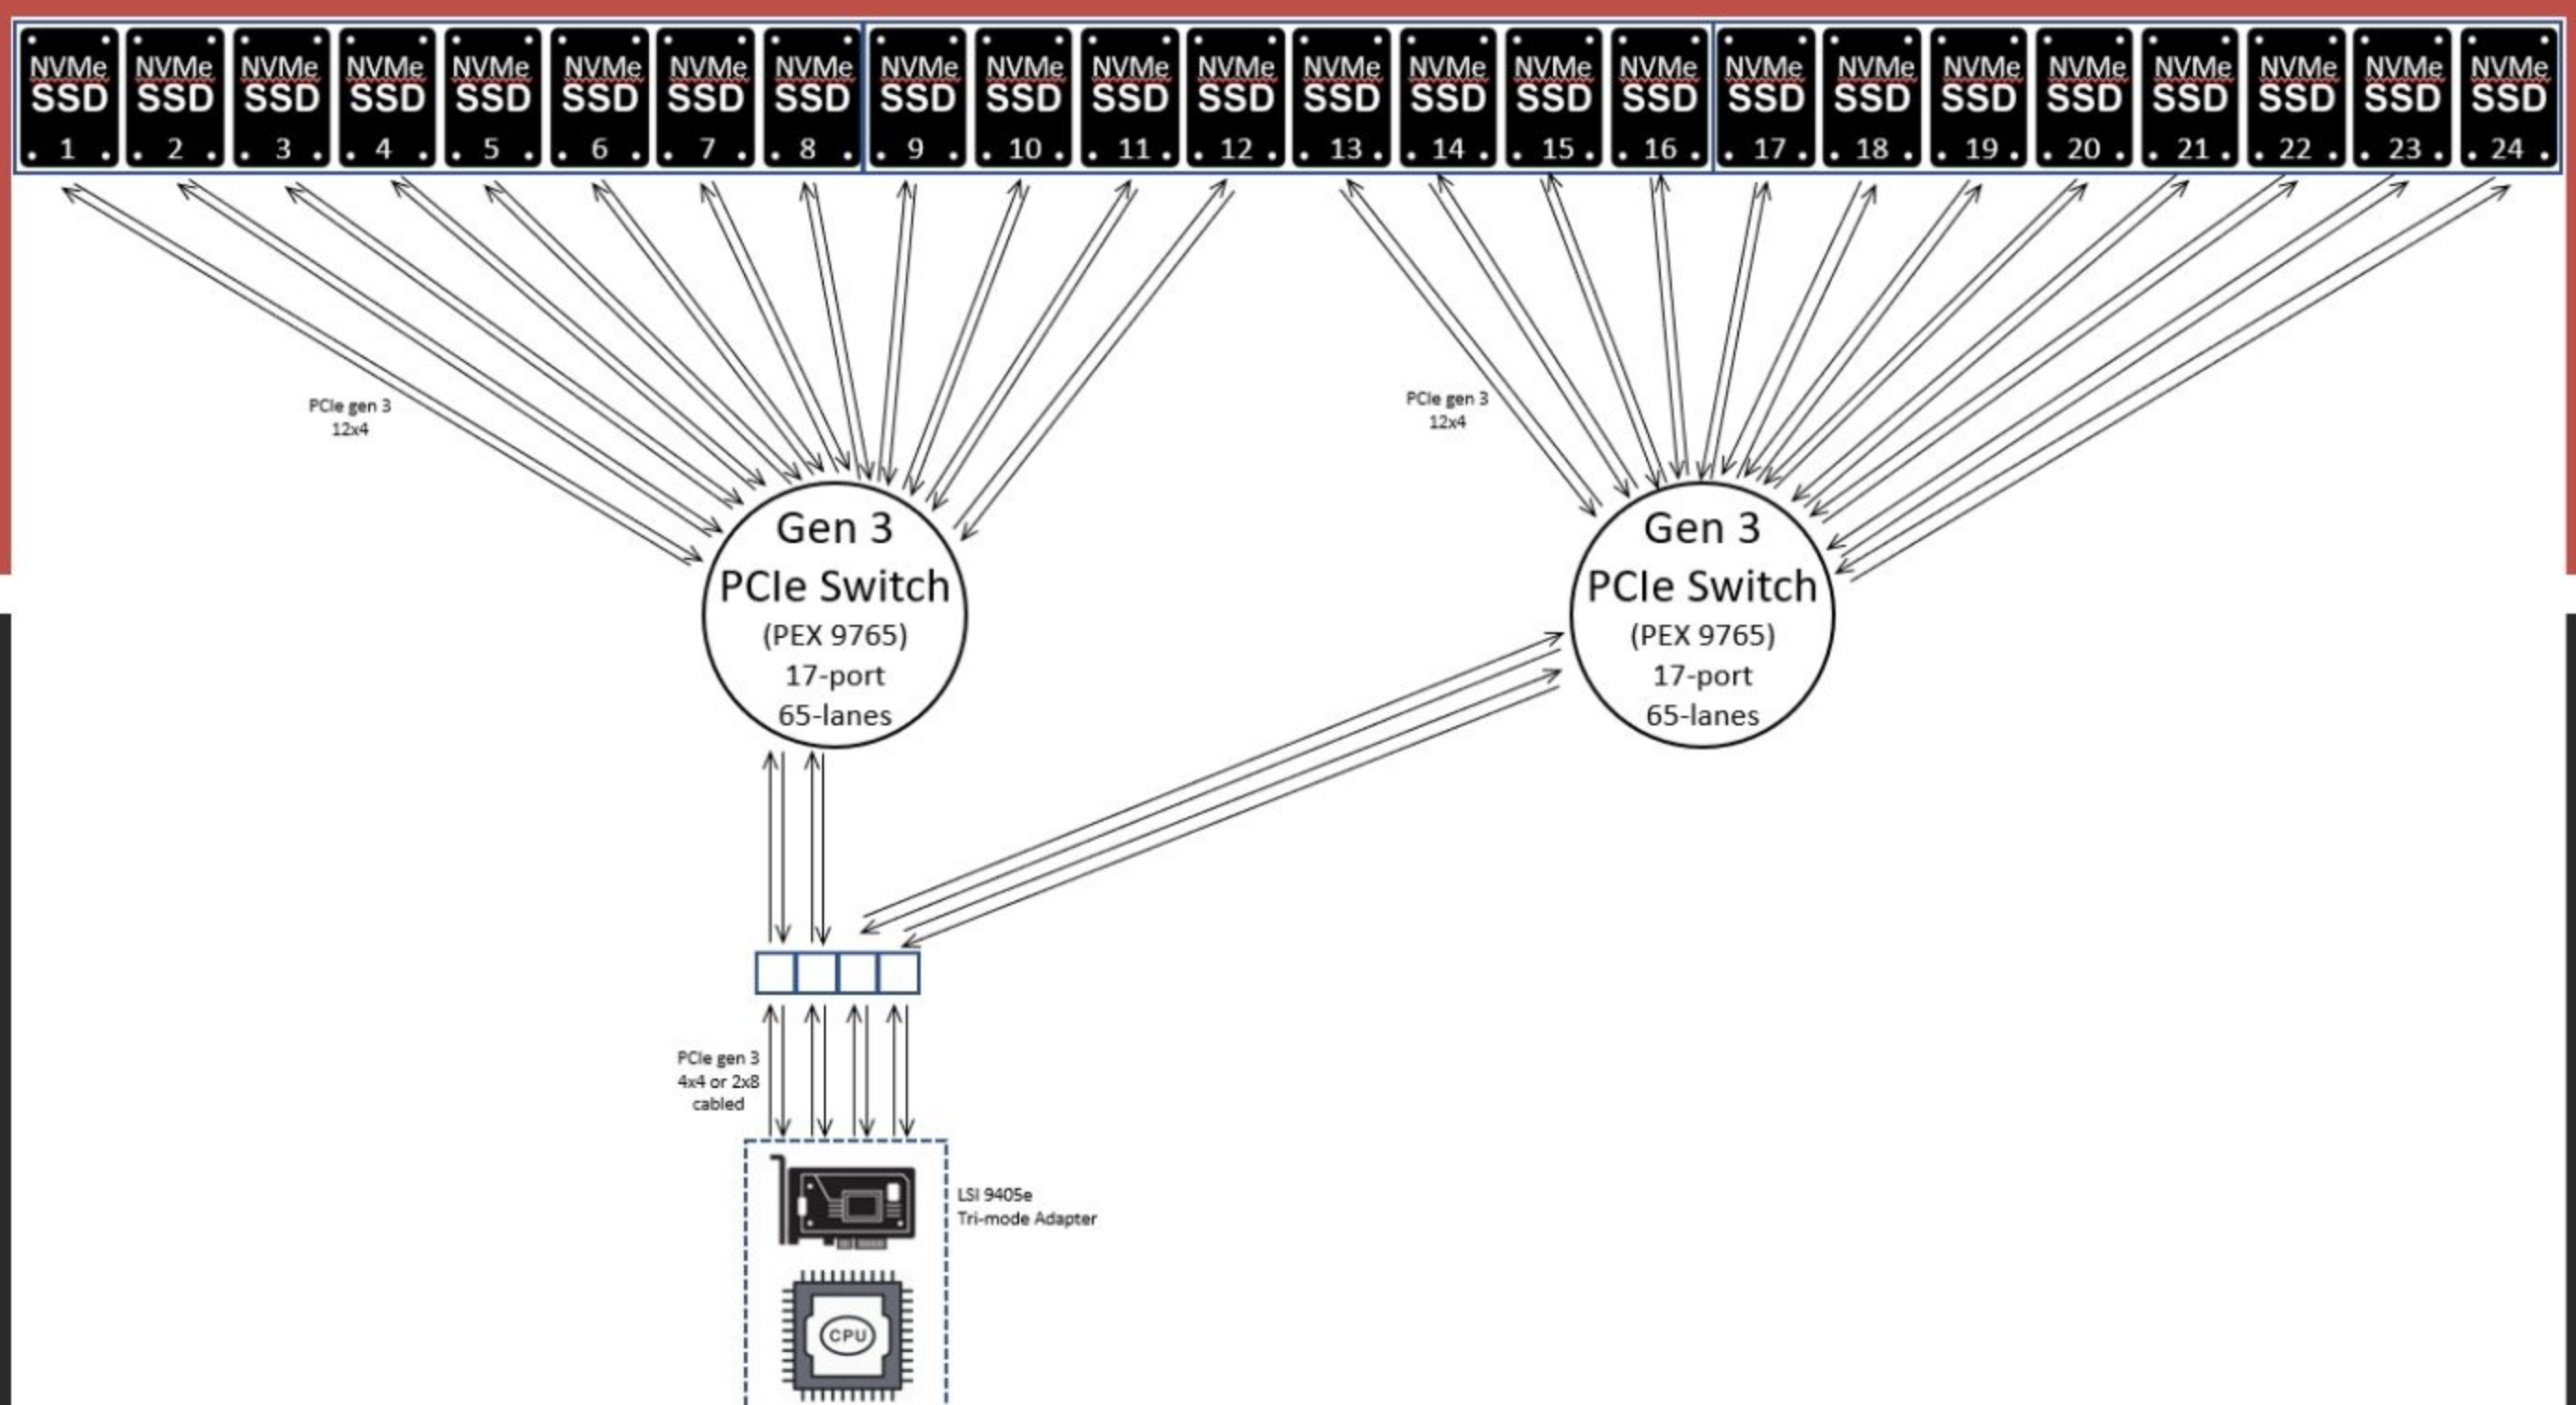 NVMe SSD 1
NVMe SSD 2
NVMe SSD 3
NVMe SSD 4
NVMe SSD 5
NVMe SSD 6
NVMe SSD 7
NVMe SSD 8
NVMe SSD 9
NVMe SSD 10
NVMe SSD 11
NVMe SSD 12
NVMe SSD 13
NVMe SSD 14
NVMe SSD 15
NVMe SSD 16
NVMe SSD 17
NVMe SSD 18
NVMe SSD 19
NVMe SSD 20
NVMe SSD 21
NVMe SSD 22
NVMe SSD 23
NVMe SSD 24
PCIe gen 3
12x4
PCIe gen 3
12x4
Gen 3
PCIe Switch
(PEX 9765)
17-port
65-lanes
Gen 3
PCIe Switch
(PEX 9765)
17-port
65-lanes
PCIe gen 3
4x4 or 2x8
cabled
LSI 9405e
Tri-mode Adapter
CPU